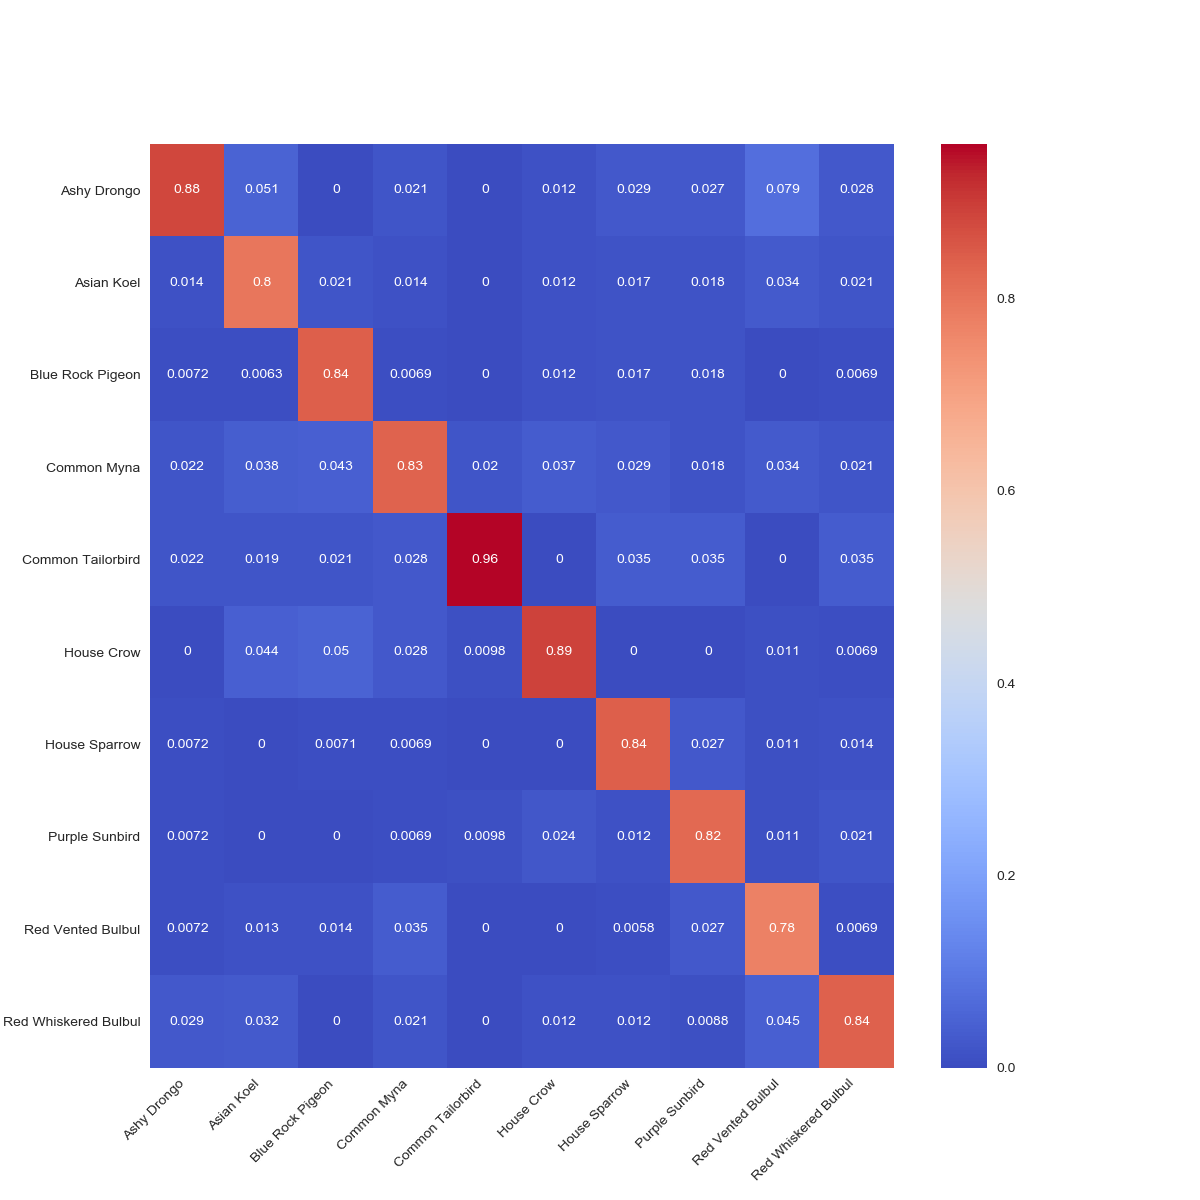 Ashy Drongo 0.88 0.051 0 0.021 0 0.012 0.029 0.027 0.079 0.028
Asian Koel 0.014 0.8 0.021 0.014 0 0.012 0.017 0.018 0.034 0.021
Blue Rock Pigeon 0.0072 0.0063 0.84 0.0069 0 0.012 0.017 0.018 0 0.0069
Common Myna 0.022 0.038 0.043 0.83 0.02 0.037 0.029 0.018 0.034 0.021
Common Tailorbird 0.022 0.019 0.021 0.028 0.96 0 0.035 0.035 0 0.035
House Crow 0 0.044 0.05 0.028 0.0098 0.89 0 0 0.011 0.0069
House Sparrow 0.0072 0 0.0071 0.0069 0 0 0.84 0.027 0.011 0.014
Purple Sunbird 0.0072 0 0 0.0069 0.0098 0.024 0.012 0.82 0.011 0.021
Red Vented Bulbul 0.0072 0.013 0.014 0.035 0 0 0.0058 0.027 0.78 0.0069
Red Whiskered Bulbul 0.029 0.032 0 0.021 0 0.012 0.012 0.0088 0.045 0.84
Ashy Drongo
Asian Koel
Blue Rock Pigeon
Common Myna
Common Tailorbird
House Crow
House Sparrow
Purple Sunbird
Red Vented Bulbul
Red Whiskered Bulbul
0.8
0.6
0.4
0.2
0.0